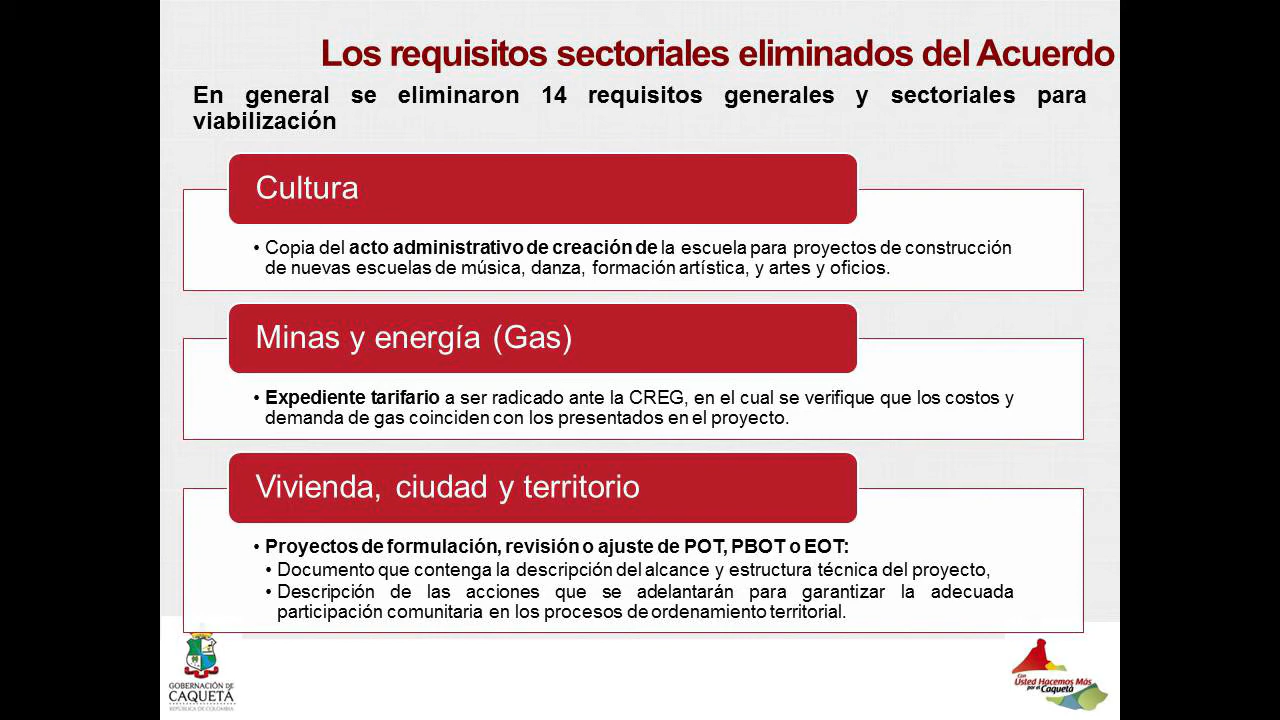 Los requisitos sectoriales eliminados del Acuerdo
En general se eliminaron 14 requisitos generales y sectoriales para
viabilización
Cultura
• Copia del acto administrativo de creación de la escuela para proyectos de construcción
de nuevas escuelas de música, danza, formación artística, y artes y oficios.
Minas y energía (Gas)
• Expediente tarifario a ser radicado ante la CREG, en el cual se verifique que los costos y
demanda de gas coinciden con los presentados en el proyecto.
Vivienda, ciudad y territorio
• Proyectos de formulación, revisión o ajuste de POT, PBOT o EOT:
• Documento que contenga la descripción del alcance y estructura técnica del proyecto,
• Descripción de las acciones que se adelantarán para garantizar la adecuada
participación comunitaria en los procesos de ordenamiento territorial.
GOBERNACIÓN DE
CAQUETÁ
REPÚBLICA DE COLOMBIA
Con
Usted Hacemos Más
por el Caquetá